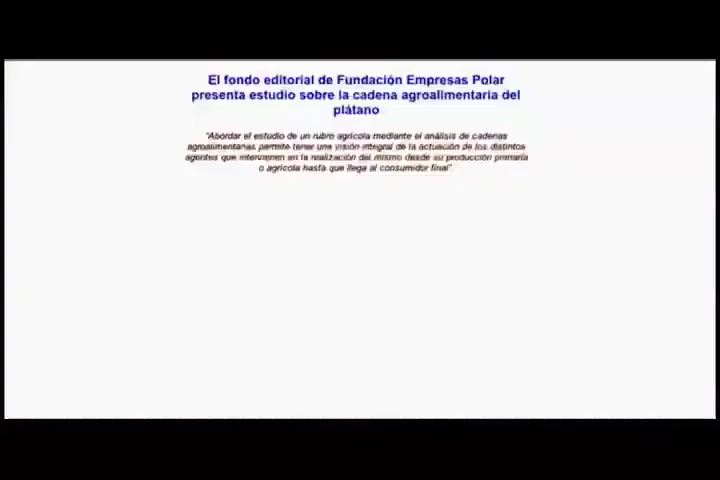 El fondo editorial de Fundación Empresas Polar
presenta estudio sobre la cadena agroalimentaria del
plátano
"Abordar el estudio de un rubro agrícola mediante el análisis de cadenas
agroalimentarias permite tener una visión integral de la actuación de los distintos
agentes que intervienen en la realización del mismo desde su producción primaria
o agrícola hasta que llega al consumidor final".